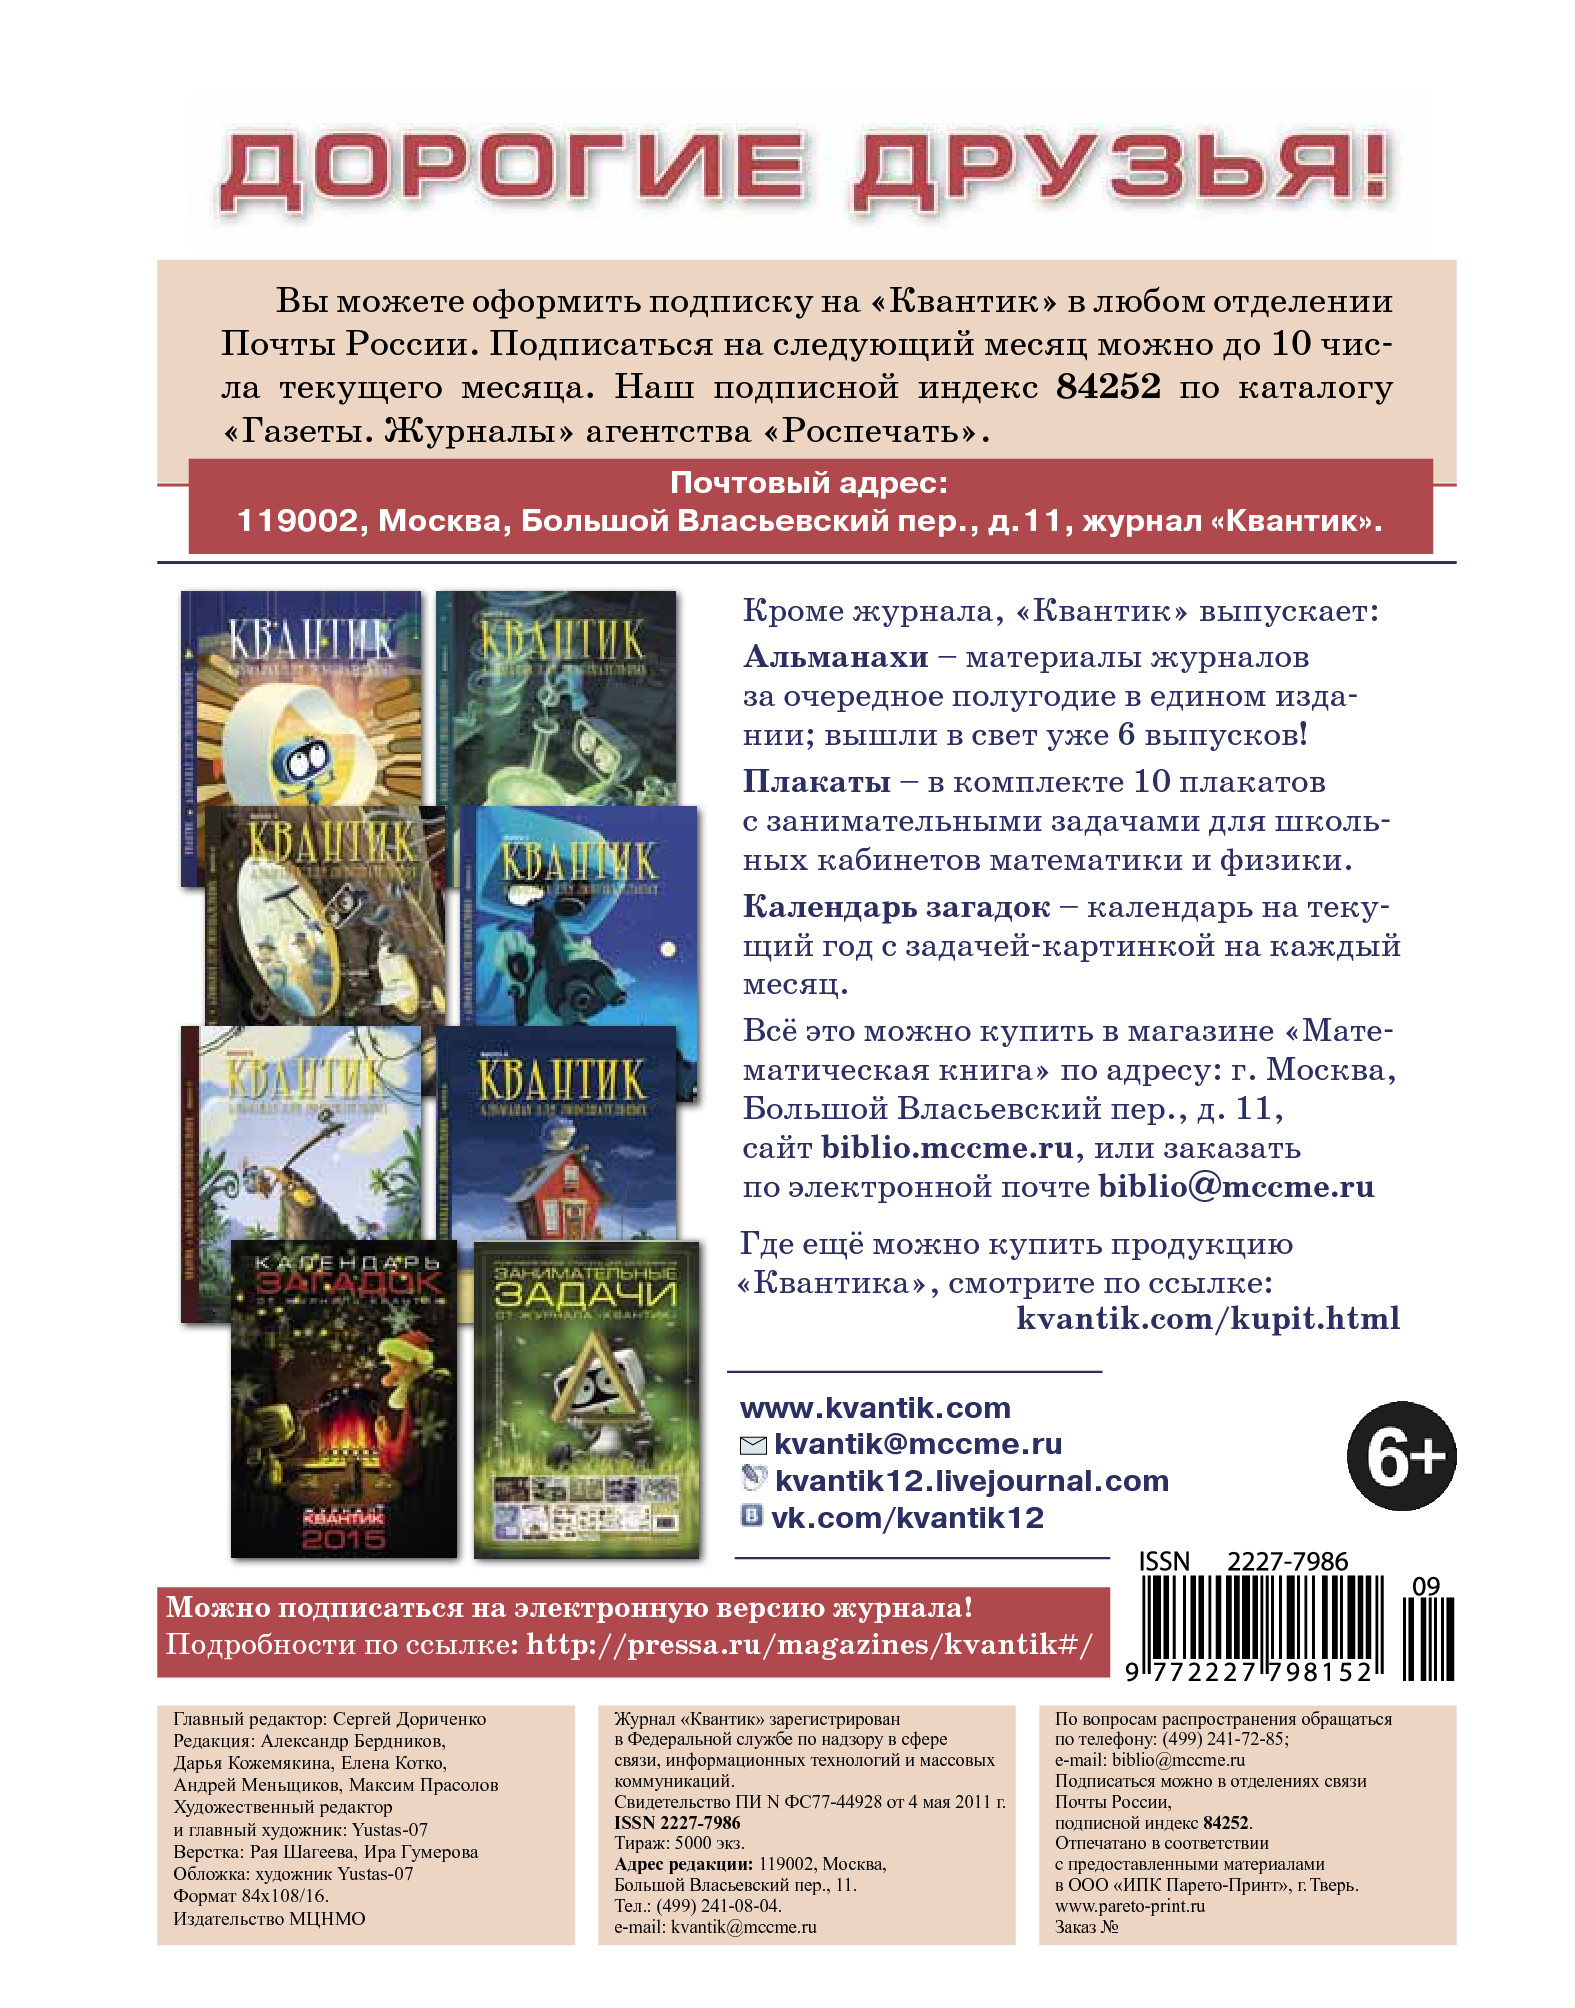 ДОРОГИЕ ДРУЗЬЯ!
Вы можете оформить подписку на «Квантик» в любом отделении
Почты России. Подписаться на следующий месяц можно до 10 чис-
ла текущего месяца. Наш подписной индекс 84252 по каталогу
«Газеты. Журналы» агентства «Роспечать».
Почтовый адрес:
119002, Москва, Большой Власьевский пер., д.11, журнал «Квантик».
КВАНТИК
КВАНТИК
КВАНТИК
КВАНТИК
КВАНТИК
КВАНТИК
АЛЬМАНАХ ДЛЯ ЛЮБОЗНАТЕЛЬНЫХ
КАЛЕНДАРЬ
ЗАГАДОК
ОТ ЖУРНАЛА КВАНТИК
ЖУРНАЛ
КВАНТИК
2015
ЗАНИМАТЕЛЬНЫЕ
ЗАДАЧИ
ОТ ЖУРНАЛА «КВАНТИК»
Кроме журнала, «Квантик» выпускает:
Альманахи – материалы журналов
за очередное полугодие в едином изда-
нии; вышли в свет уже 6 выпусков!
Плакаты – в комплекте 10 плакатов
с занимательными задачами для школь-
ных кабинетов математики и физики.
Календарь загадок – календарь на теку-
щий год с задачей-картинкой на каждый
месяц.
Всё это можно купить в магазине «Мате-
матическая книга» по адресу: г. Москва,
Большой Власьевский пер., д. 11,
сайт biblio.mccme.ru, или заказать
по электронной почте biblio@mccme.ru
Где ещё можно купить продукцию
«Квантика», смотрите по ссылке:
kvantik.com/kupit.html
www.kvantik.com
kvantik@mccme.ru
kvantik12.livejournal.com
B vk.com/kvantik12
6+
ISSN 2227-7986
09
9 772227 798152
Можно подписаться на электронную версию журнала!
Подробности по ссылке: http://pressa.ru/magazines/kvantik#/
Главный редактор: Сергей Дориченко
Редакция: Александр Бердников,
Дарья Кожемякина, Елена Котко,
Андрей Меньщиков, Максим Прасолов
Художественный редактор
и главный художник: Yustas-07
Верстка: Рая Шагеева, Ира Гумерова
Обложка: художник Yustas-07
Формат 84х108/16.
Издательство МЦНМО
Журнал «Квантик» зарегистрирован
в Федеральной службе по надзору в сфере
связи, информационных технологий и массовых
коммуникаций.
Свидетельство ПИ N ФС77-44928 от 4 мая 2011 г.
ISSN 2227-7986
Тираж: 5000 экз.
Адрес редакции: 119002, Москва,
Большой Власьевский пер., 11.
Тел.: (499) 241-08-04.
e-mail: kvantik@mccme.ru
По вопросам распространения обращаться
по телефону: (499) 241-72-85;
e-mail: biblio@mccme.ru
Подписаться можно в отделениях связи
Почты России,
подписной индекс 84252.
Отпечатано в соответствии
с предоставленными материалами
в ООО «ИПК Парето-Принт», г. Тверь.
www.pareto-print.ru
Заказ №